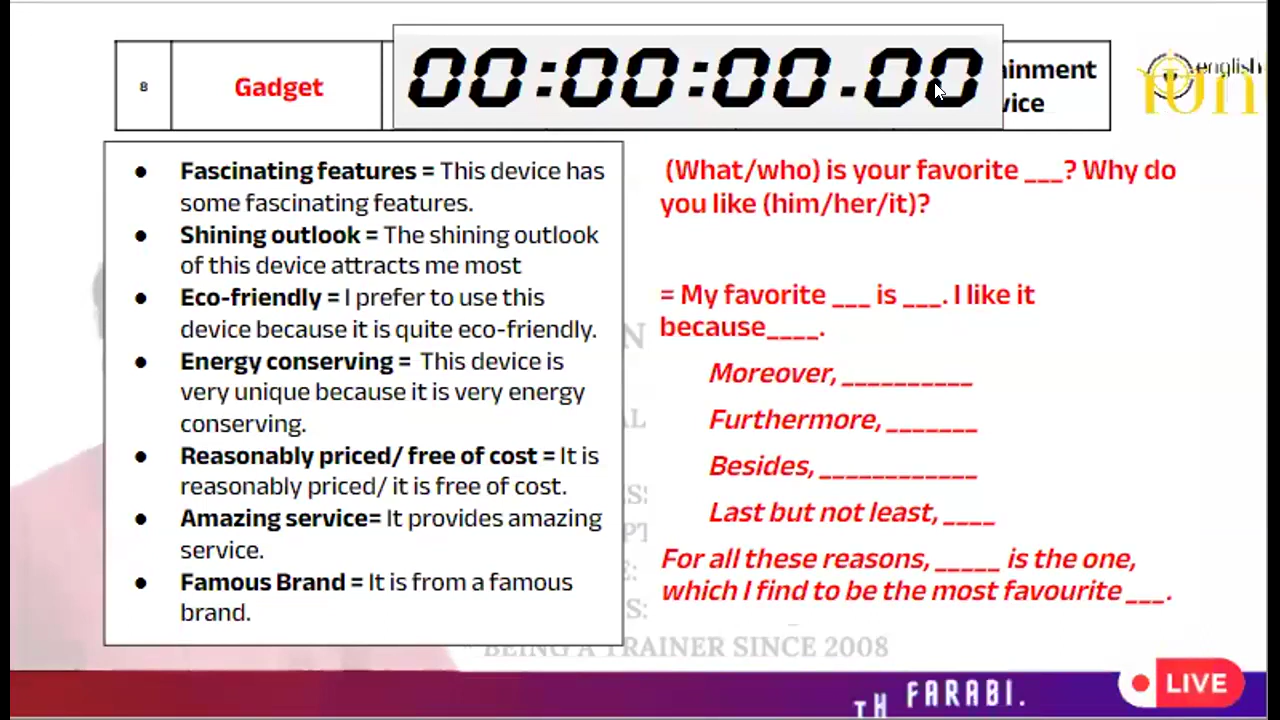 8
Gadget
00:00:00.00
ainment
vice
english
fun
● Fascinating features = This device has
some fascinating features.
● Shining outlook = The shining outlook
of this device attracts me most
● Eco-friendly = I prefer to use this
device because it is quite eco-friendly.
● Energy conserving = This device is
very unique because it is very energy
conserving.
● Reasonably priced/ free of cost = It is
reasonably priced/ it is free of cost.
● Amazing service= It provides amazing
service.
● Famous Brand = It is from a famous
brand.
(What/who) is your favorite ___? Why do
you like (him/her/it)?
= My favorite ___ is ___. I like it
because____.
Moreover, __________
Furthermore, _______
Besides, ____________
Last but not least, ____
For all these reasons, _____ is the one,
which I find to be the most favourite ___.
BEING A TRAINER SINCE 2008
TH FARABI.
LIVE